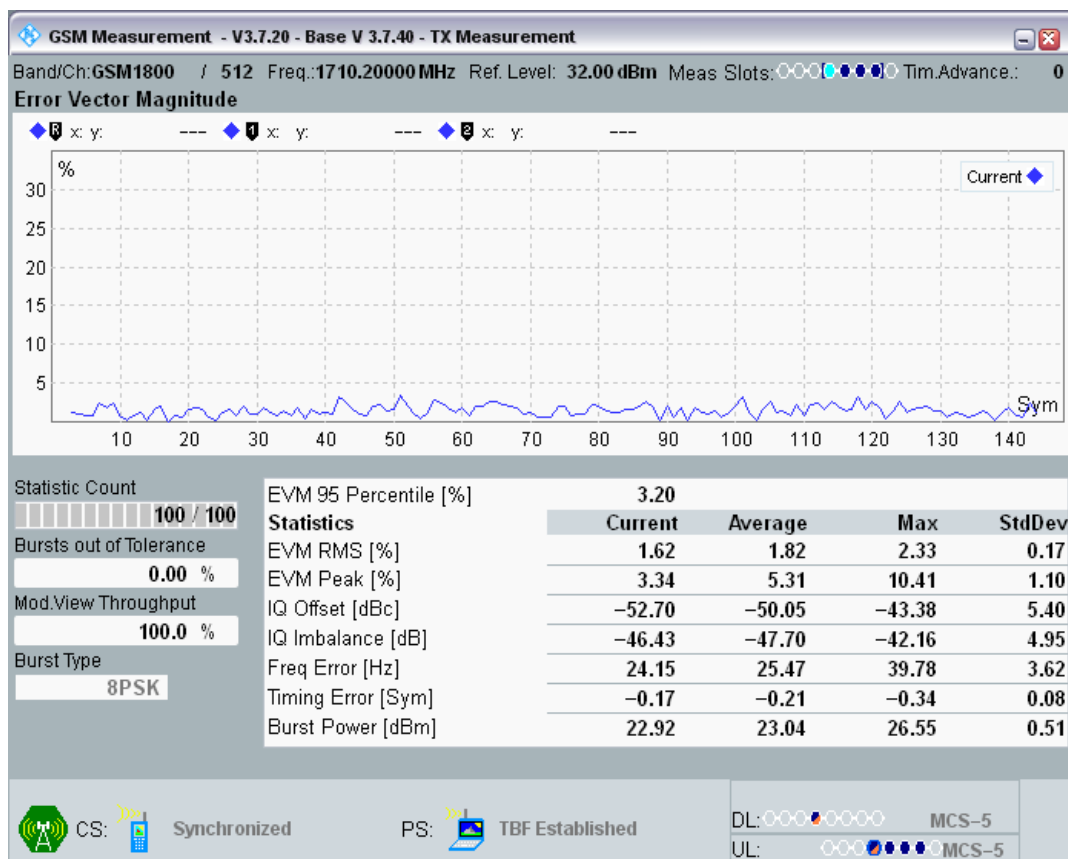 GSM Measurement - V3.7.20 - Base V 3.7.40 - TX Measurement
Band/Ch:GSM1800 / 512 Freq.:1710.20000 MHz Ref. Level: 32.00 dBm Meas Slots: Tim.Advance.: 0
Error Vector Magnitude
R x: y: --- 1 x: y: --- 2 x: y: ---
%
Current
30
25
20
15
10
5
Sym
10 20 30 40 50 60 70 80 90 100 110 120 130 140
Statistic Count
100 / 100
Bursts out of Tolerance
0.00 %
Mod.View Throughput
100.0 %
Burst Type
8PSK
EVM 95 Percentile [%] 3.20
Statistics Current Average Max StdDev
EVM RMS [%] 1.62 1.82 2.33 0.17
EVM Peak [%] 3.34 5.31 10.41 1.10
IQ Offset [dBc] −52.70 −50.05 −43.38 5.40
IQ Imbalance [dB] −46.43 −47.70 −42.16 4.95
Freq Error [Hz] 24.15 25.47 39.78 3.62
Timing Error [Sym] −0.17 −0.21 −0.34 0.08
Burst Power [dBm] 22.92 23.04 26.55 0.51
CS: Synchronized PS: TBF Established
DL: MCS−5
UL: MCS−5